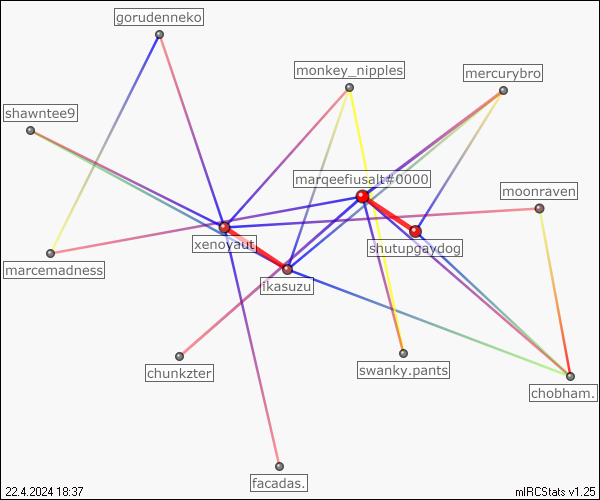 gorudenneko
monkey_nipples
mercurybro
shawntee9
marqeefiusalt#0000
moonraven
xenoyaut
shutupgaydog
marcemadness
ikasuzu
chunkzter
swanky.pants
chobham.
facadas.
22.4.2024 18:37
mIRCStats v1.25